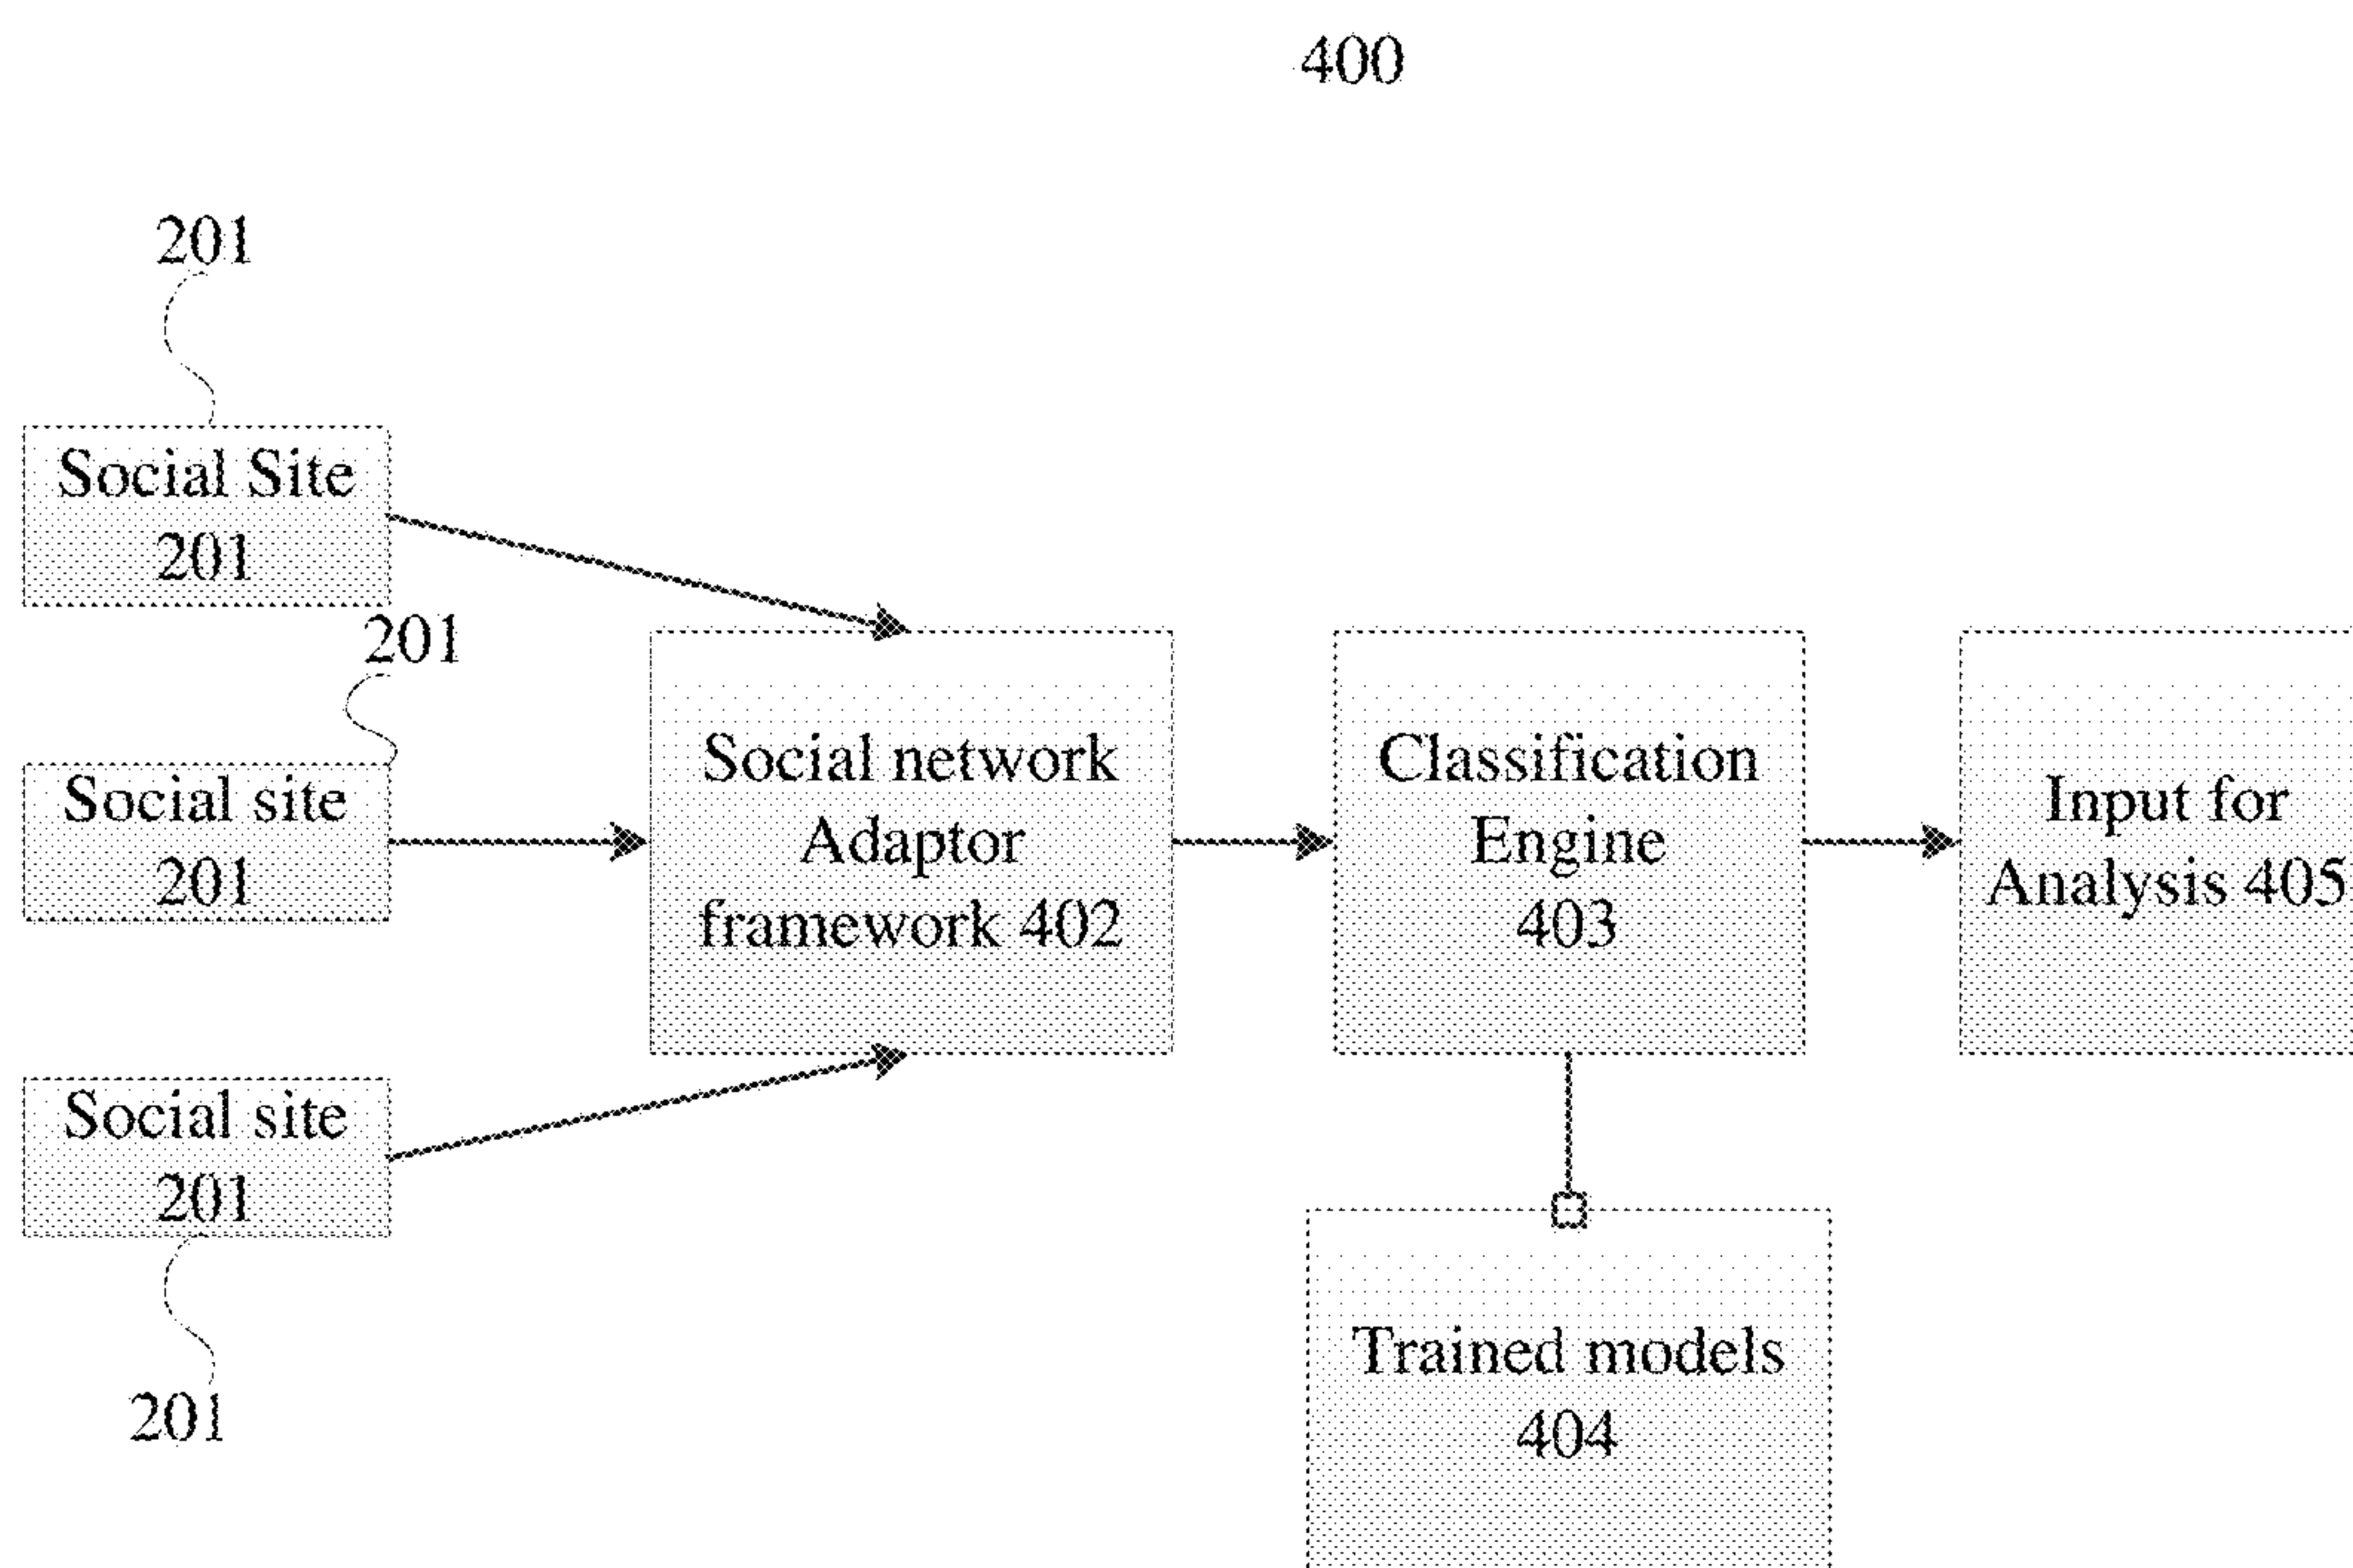 400
201
Social Site
201
201
Social site
201
Social network
Adaptor
framework 402
Classification
Engine
403
Input for
Analysis 405
Social site
201
201
Trained models
404